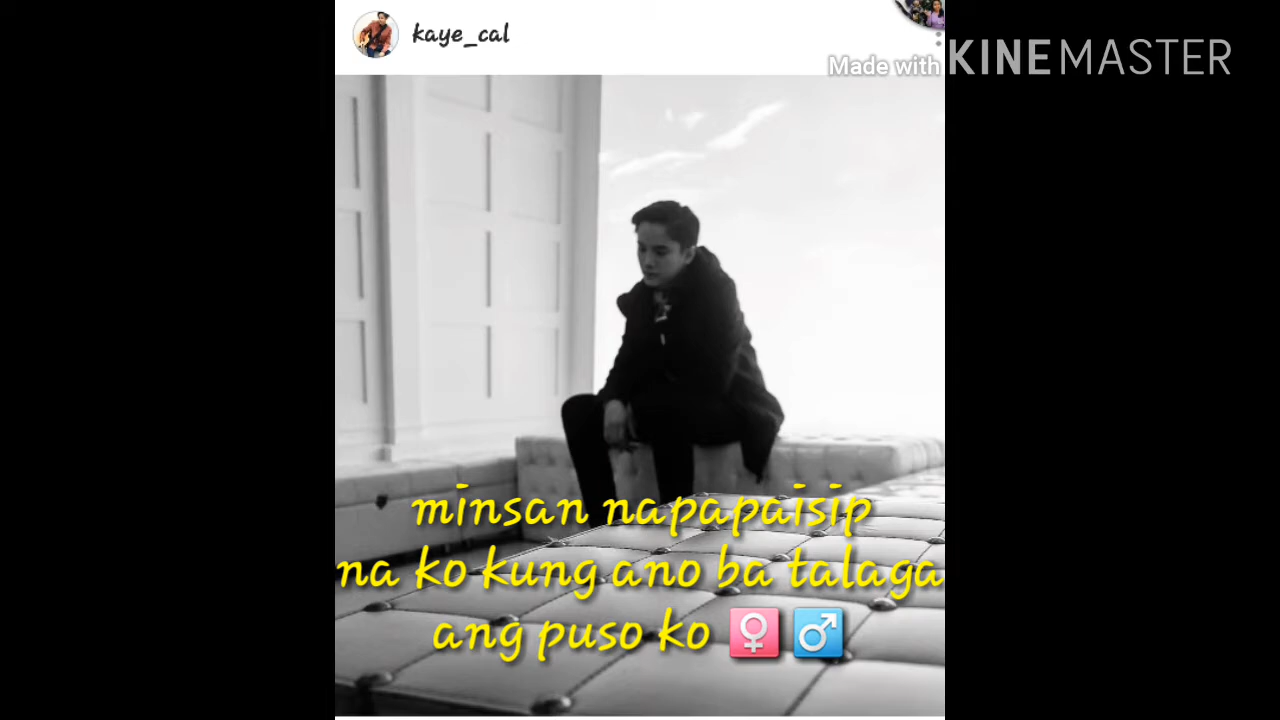 kaye_cal
Made with KINEMASTER
minsan napapaisip
na ko kung ano ba talaga
ang puso ko ♀️ ♂️